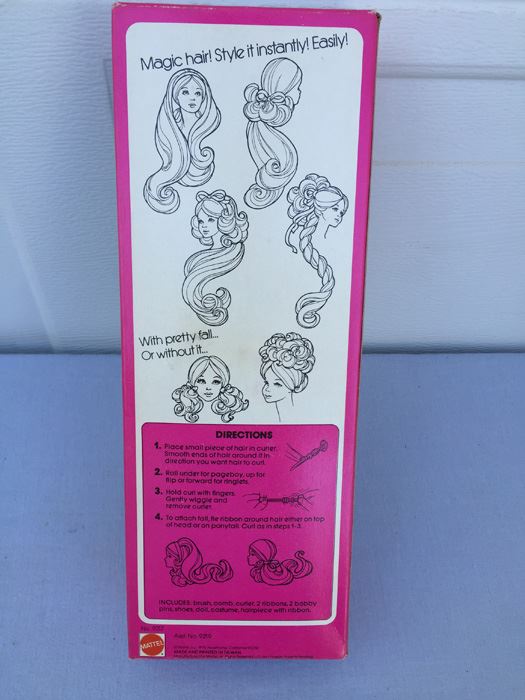 Magic hair! Style it instantly! Easily!
With pretty fall...
Or without it...
DIRECTIONS
1. Place small piece of hair in curler.
Smooth ends of hair around it in
direction you want hair to curl.
2. Roll under for pageboy, up for
flip or forward for ringlets.
3. Hold curl with fingers.
Gently wiggle and
remove curler.
4. To attach fall, tie ribbon around hair either on top
of head or on ponytail. Curl as in steps 1-3.
INCLUDES: brush, comb, curler, 2 ribbons, 2 bobby
pins, shoes, doll, costume, hairpiece with ribbon.
No. 9217
Asst. No. 9219
MATTEL
MADE AND PRINTED IN TAIWAN